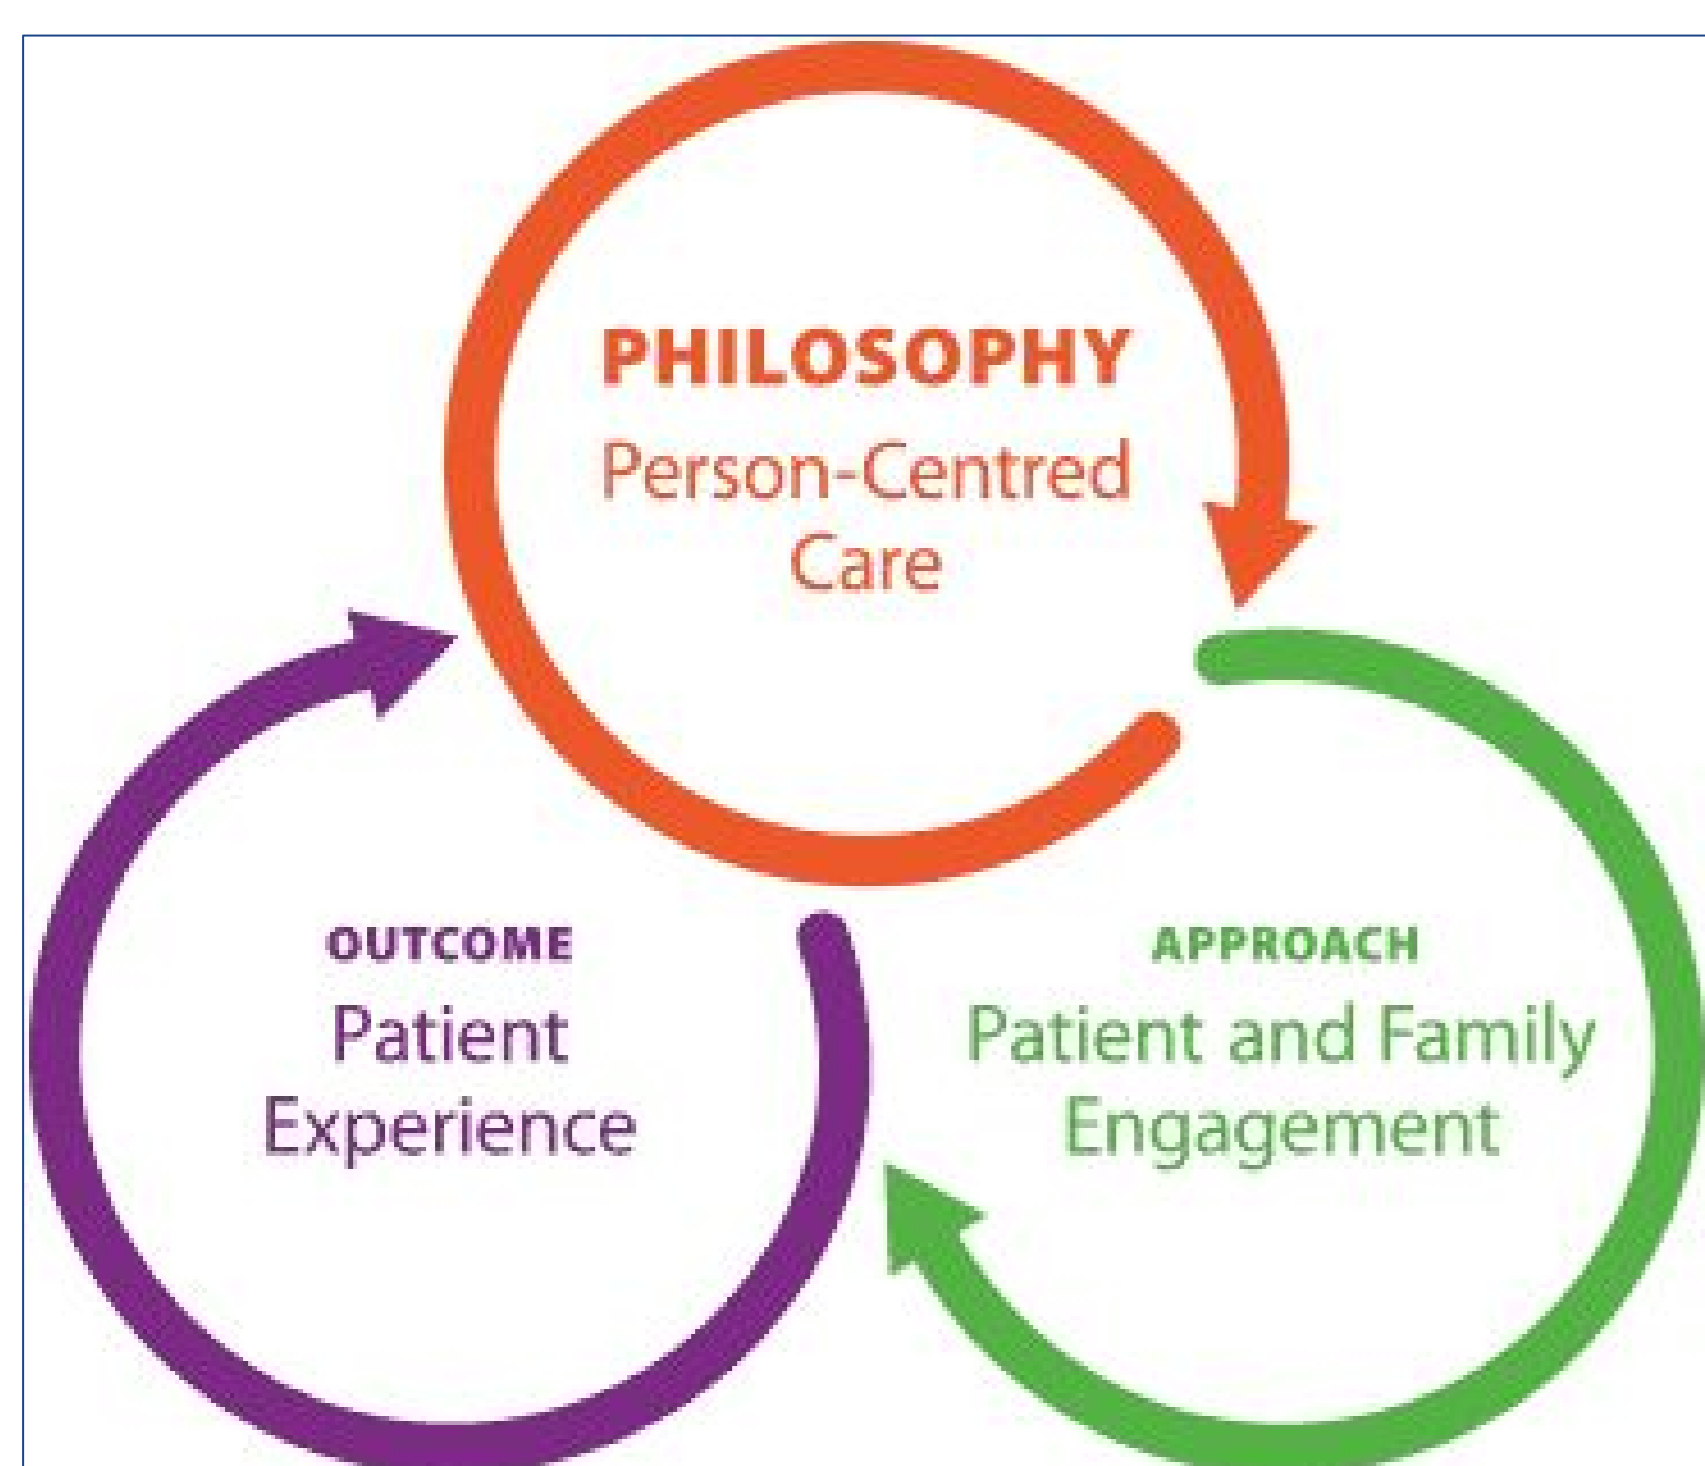 PHILOSOPHY
Person-Centred
Care
OUTCOME
Patient
Experience
APPROACH
Patient and Family
Engagement